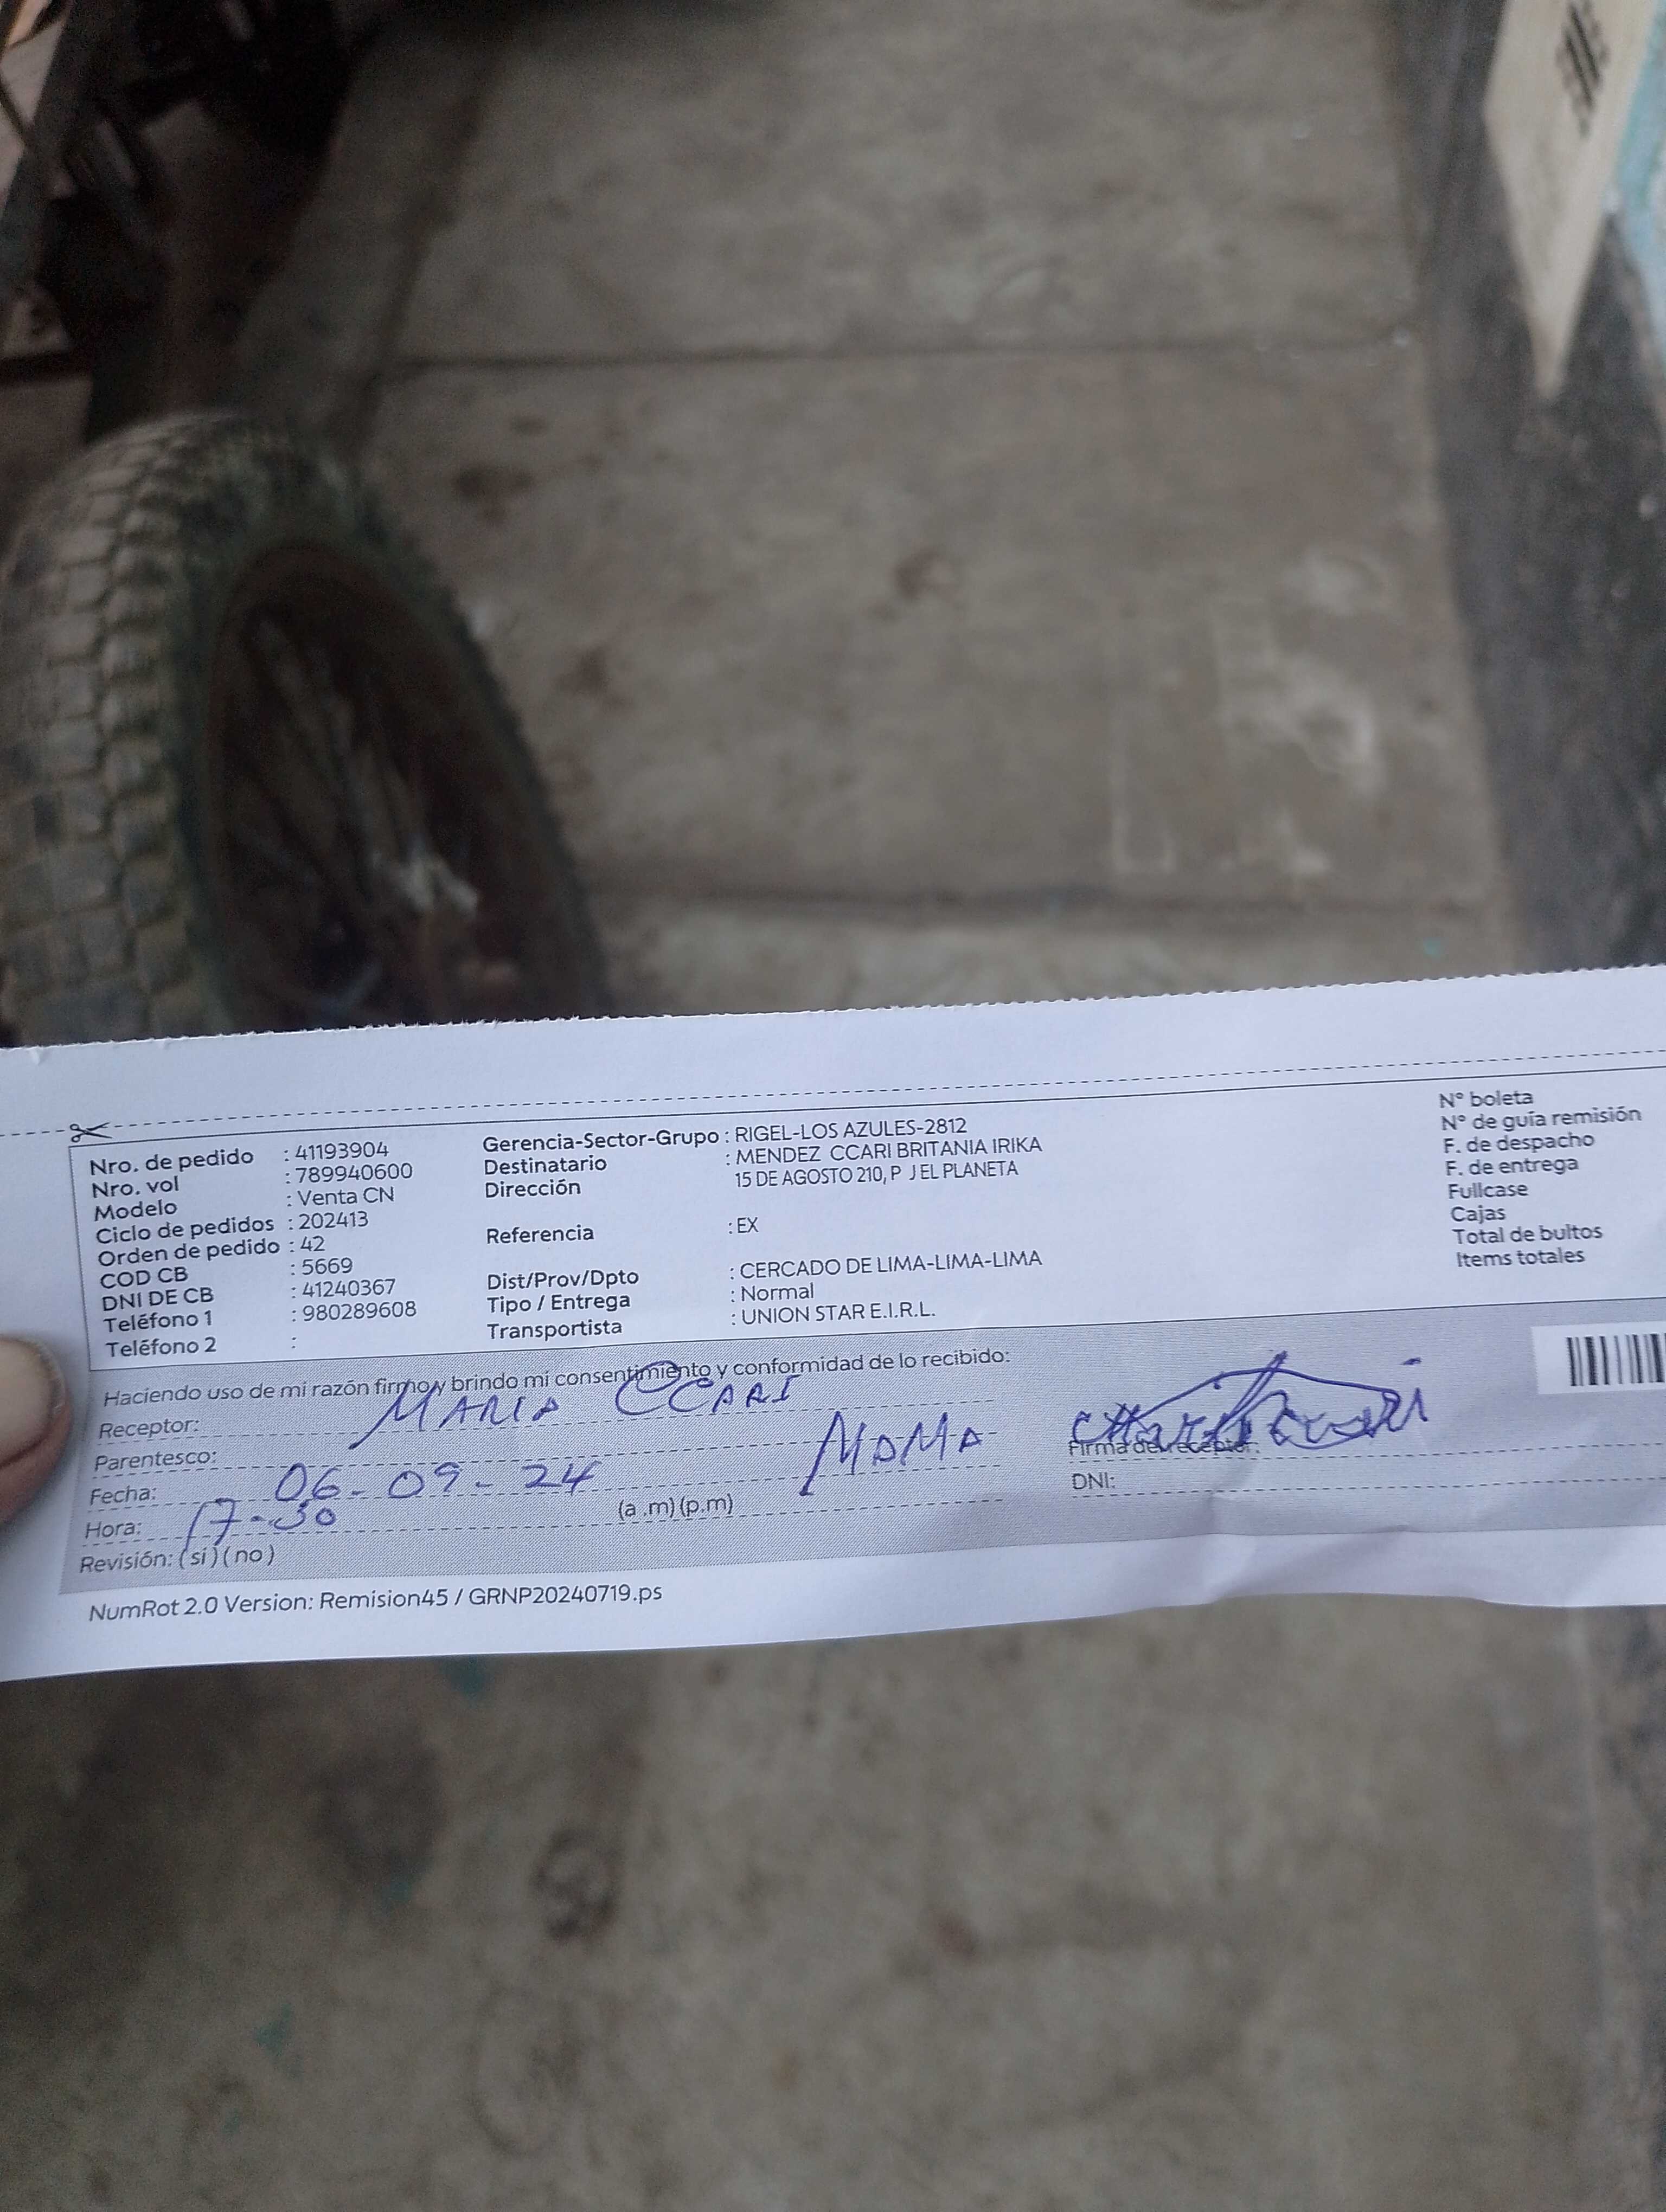 Nro. de pedido : 41193904
Nro. vol : 789940600
Modelo : Venta CN
Ciclo de pedidos : 202413
Orden de pedido : 42
COD CB : 5669
DNI DE CB : 41240367
Teléfono 1 : 980289608
Teléfono 2 :
Gerencia-Sector-Grupo : RIGEL-LOS AZULES-2812
Destinatario : MENDEZ CCARI BRITANIA IRIKA
Dirección 15 DE AGOSTO 210, P J EL PLANETA
Referencia : EX
Dist/Prov/Dpto : CERCADO DE LIMA-LIMA-LIMA
Tipo / Entrega : Normal
Transportista : UNION STAR E.I.R.L.
N° boleta
N° de guía remisión
F. de despacho
F. de entrega
Fullcase
Cajas
Total de bultos
Items totales
Haciendo uso de mi razón firmo y brindo mi consentimiento y conformidad de lo recibido:
Receptor: MARIA CCARI
Parentesco: MAMA
Fecha: 06-09-24
Hora: 17-30 (a .m) (p.m)
Revisión: (si) (no)
Firma del receptor:
DNI:
NumRot 2.0 Version: Remision45 / GRNP20240719.ps